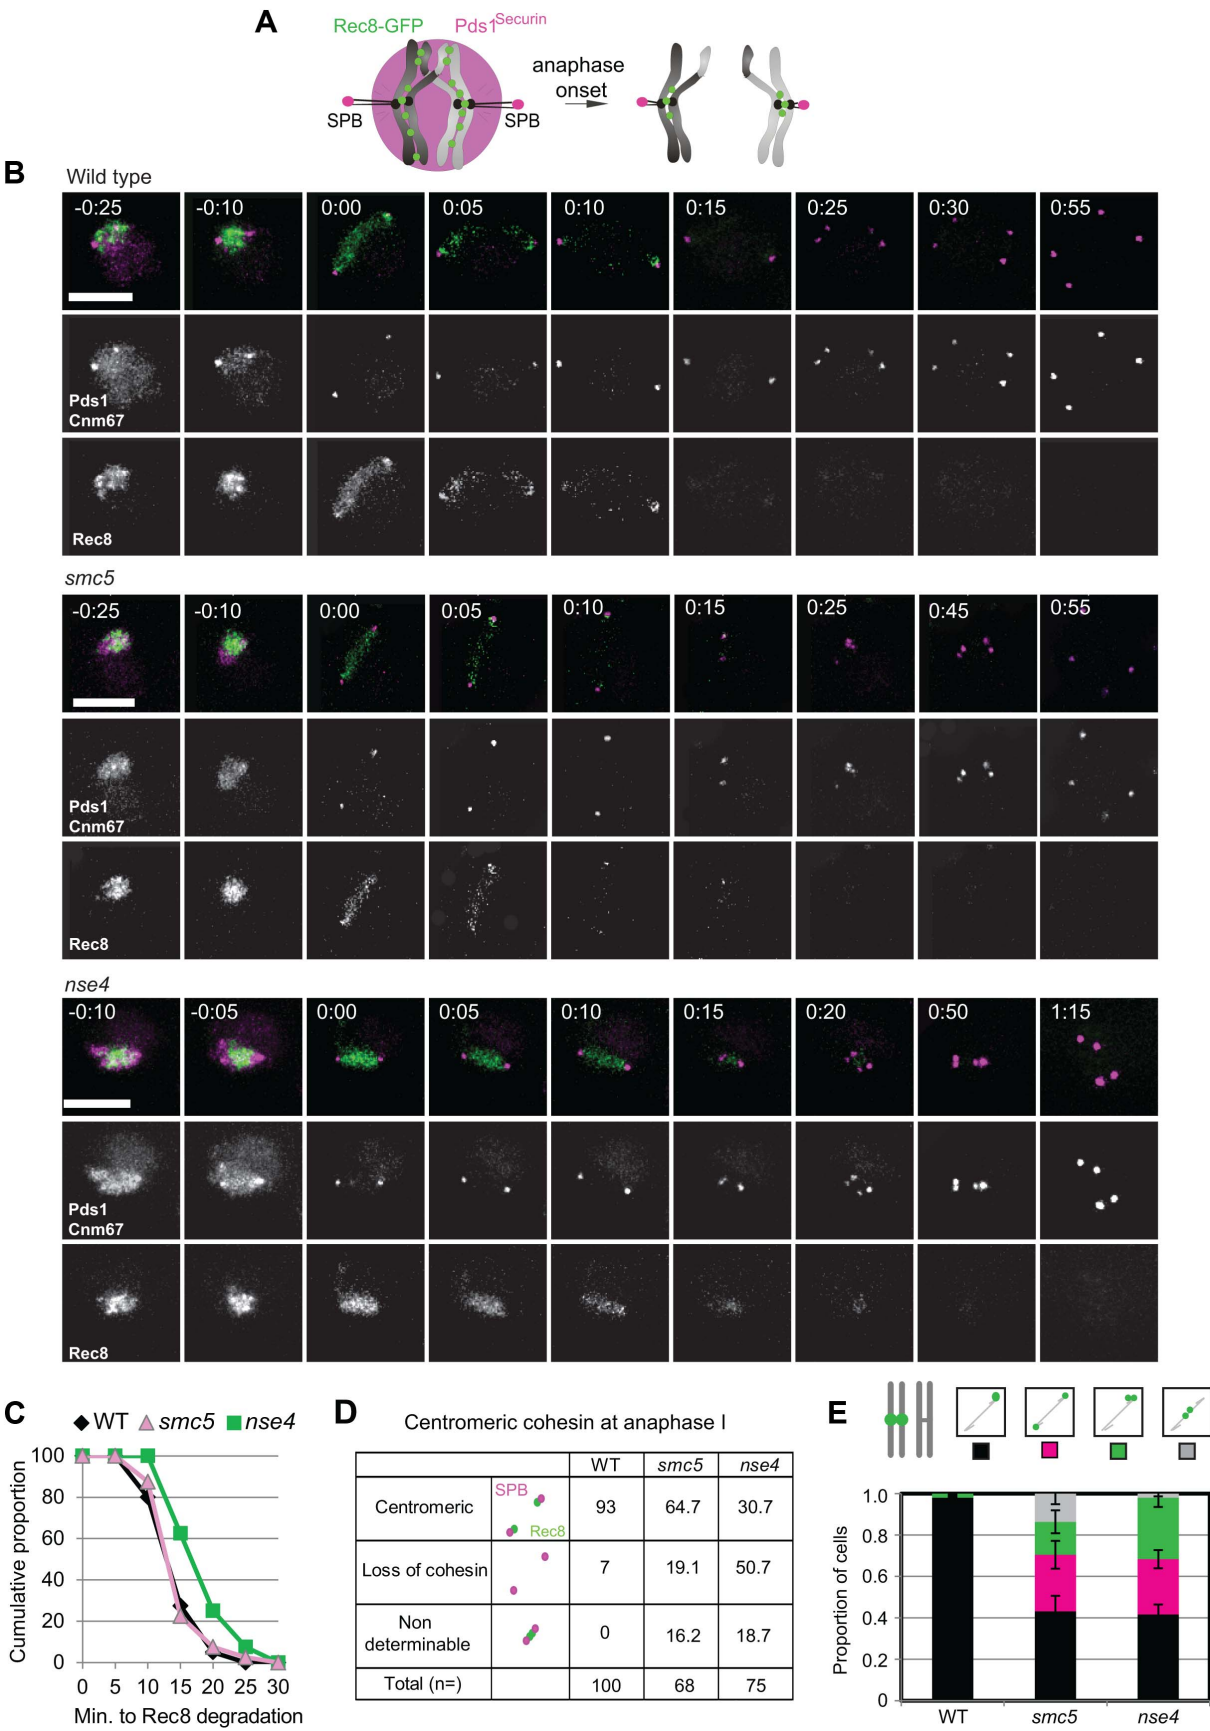 A
Rec8-GFP Pds1Securin
anaphase
onset
SPB SPB
B
Wild type
-0:25 -0:10 0:00 0:05 0:10 0:15 0:25 0:30 0:55
Pds1
Cnm67
Rec8
smc5
-0:25 -0:10 0:00 0:05 0:10 0:15 0:25 0:45 0:55
Pds1
Cnm67
Rec8
nse4
-0:10 -0:05 0:00 0:05 0:10 0:15 0:20 0:50 1:15
Pds1
Cnm67
Rec8
C
WT smc5 nse4
100
80
60
40
20
0
Cumulative proportion
0 5 10 15 20 25 30
Min. to Rec8 degradation
D
Centromeric cohesin at anaphase I
WT smc5 nse4
Centromeric SPB Rec8 93 64.7 30.7
Loss of cohesin 7 19.1 50.7
Non
determinable 0 16.2 18.7
Total (n=) 100 68 75
E
1.0
0.8
0.6
0.4
0.2
0
Proportion of cells
WT smc5 nse4